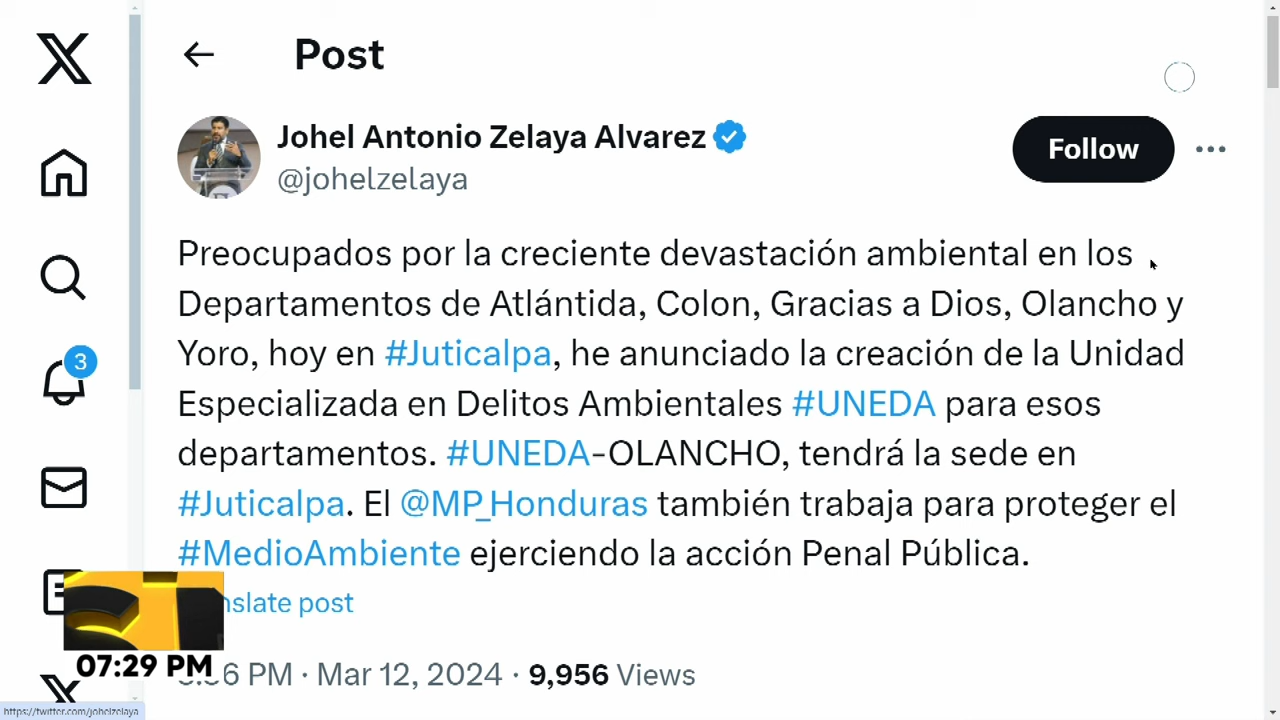 Post
Johel Antonio Zelaya Alvarez
@johelzelaya
Follow
Preocupados por la creciente devastación ambiental en los
Departamentos de Atlántida, Colon, Gracias a Dios, Olancho y
Yoro, hoy en #Juticalpa, he anunciado la creación de la Unidad
Especializada en Delitos Ambientales #UNEDA para esos
departamentos. #UNEDA-OLANCHO, tendrá la sede en
#Juticalpa. El @MP_Honduras también trabaja para proteger el
#MedioAmbiente ejerciendo la acción Penal Pública.
3
post
07:29 PM
PM · Mar 12, 2024 · 9,956 Views
https://twitter.com/johelzelaya